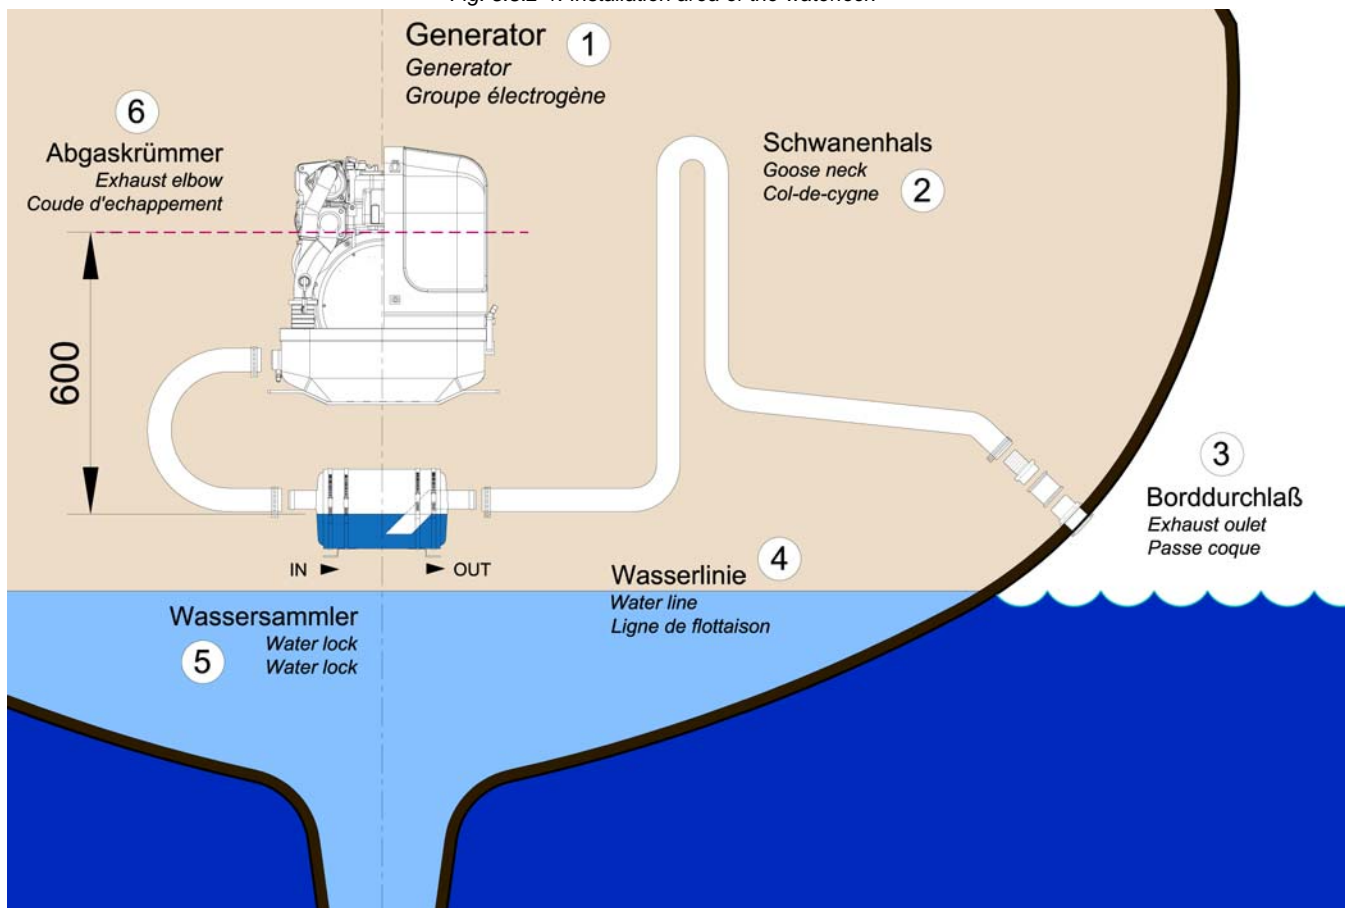 Generator
1
Generator
Groupe électrogène
6
Abgaskrümmer
Exhaust elbow
Coude d'echappement
Schwanenhals
Goose neck
Col-de-cygne
2
600
3
Borddurchlaß
Exhaust oulet
Passe coque
IN
OUT
Wasserlinie
4
Water line
Ligne de flottaison
Wassersammler
Water lock
5
Water lock